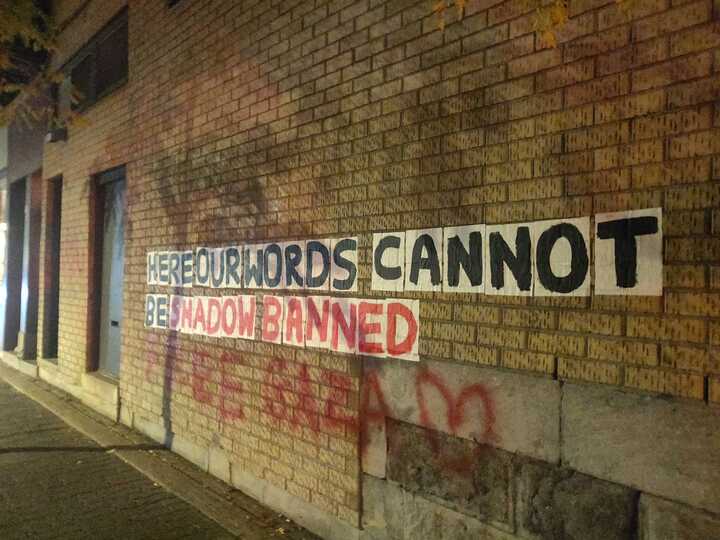 HERE OUR WORDS CANNOT
BE SHADOW BANNED
FREE GAZA